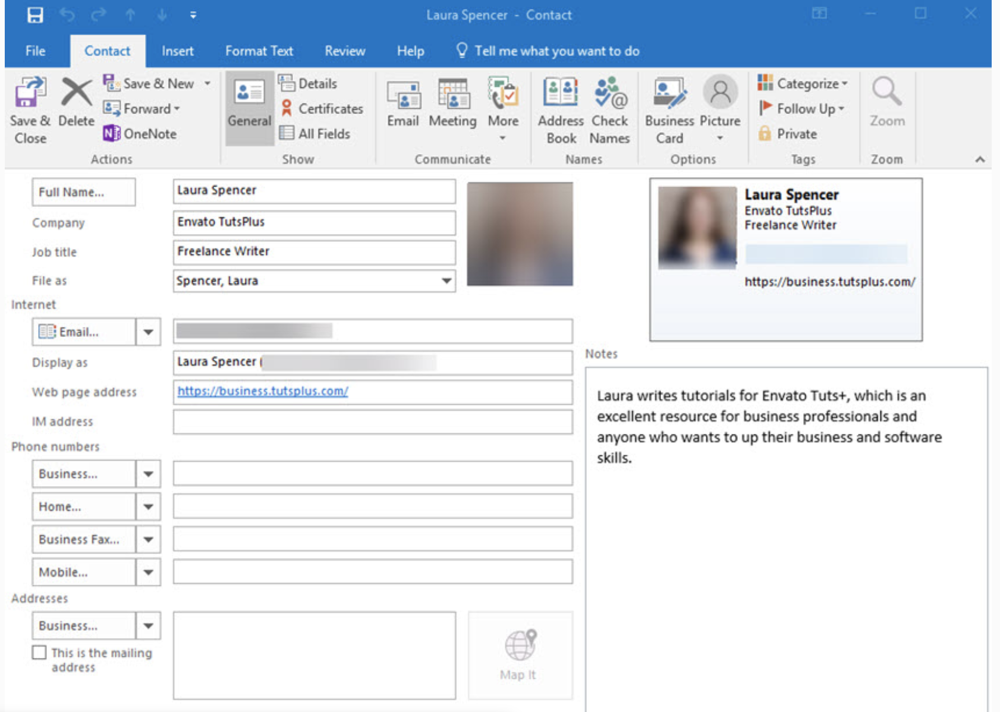 Laura Spencer - Contact
File Contact Insert Format Text Review Help Tell me what you want to do
Save & Close
Delete
Save & New
Forward
OneNote
Actions
General
Details
Certificates
All Fields
Show
Email
Meeting
More
Communicate
Address Book
Check Names
Names
Business Card
Picture
Options
Categorize
Follow Up
Private
Tags
Zoom
Zoom
Full Name...
Laura Spencer
Company
Envato TutsPlus
Job title
Freelance Writer
File as
Spencer, Laura
Internet
Email...
Display as
Laura Spencer (
Web page address
https://business.tutsplus.com/
IM address
Phone numbers
Business...
Home...
Business Fax...
Mobile...
Addresses
Business...
This is the mailing
address
Map It
Laura Spencer
Envato TutsPlus
Freelance Writer
https://business.tutsplus.com/
Notes
Laura writes tutorials for Envato Tuts+, which is an
excellent resource for business professionals and
anyone who wants to up their business and software
skills.